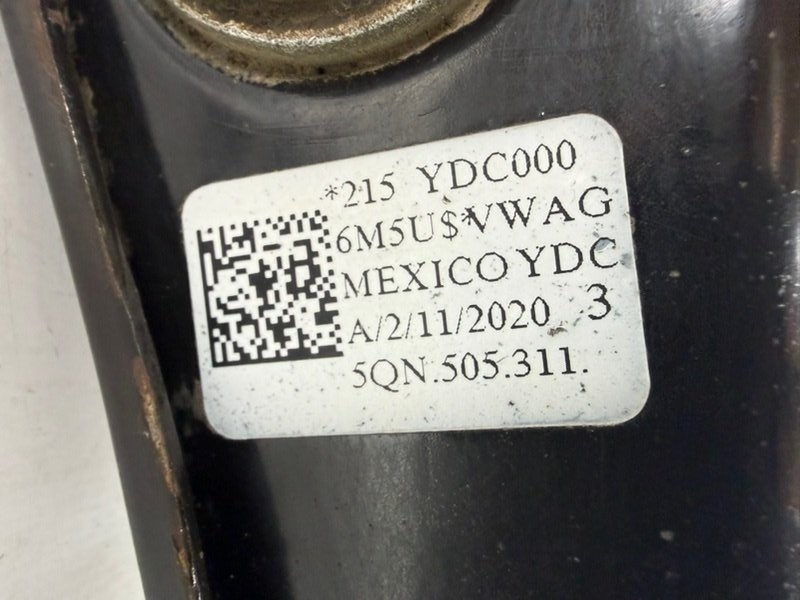 *215 YDC000
6M5U$*VWAG
MEXICO YDC
A/2/11/2020 3
5QN.505.311.